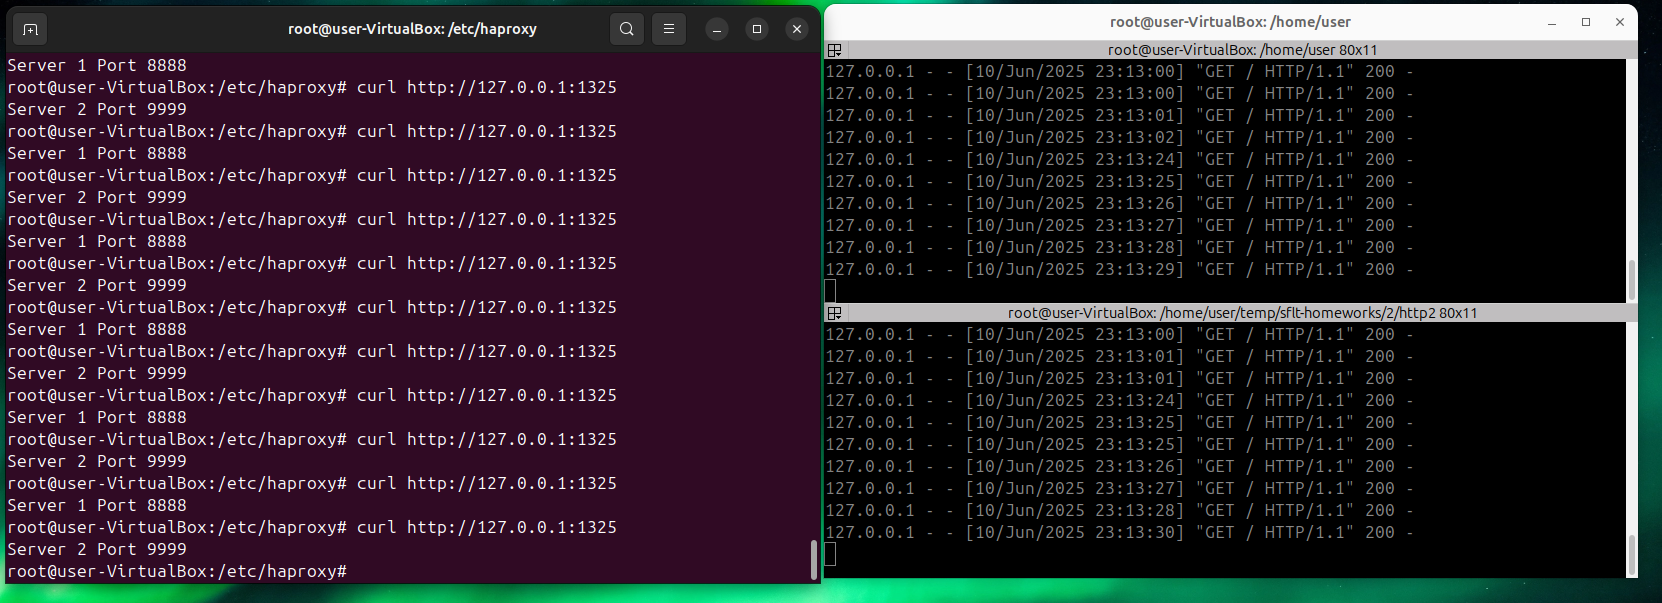 root@user-VirtualBox: /etc/haproxy
Server 1 Port 8888
root@user-VirtualBox:/etc/haproxy# curl http://127.0.0.1:1325
Server 2 Port 9999
root@user-VirtualBox:/etc/haproxy# curl http://127.0.0.1:1325
Server 1 Port 8888
root@user-VirtualBox:/etc/haproxy# curl http://127.0.0.1:1325
Server 2 Port 9999
root@user-VirtualBox:/etc/haproxy# curl http://127.0.0.1:1325
Server 1 Port 8888
root@user-VirtualBox:/etc/haproxy# curl http://127.0.0.1:1325
Server 2 Port 9999
root@user-VirtualBox:/etc/haproxy# curl http://127.0.0.1:1325
Server 1 Port 8888
root@user-VirtualBox:/etc/haproxy# curl http://127.0.0.1:1325
Server 2 Port 9999
root@user-VirtualBox:/etc/haproxy# curl http://127.0.0.1:1325
Server 1 Port 8888
root@user-VirtualBox:/etc/haproxy# curl http://127.0.0.1:1325
Server 2 Port 9999
root@user-VirtualBox:/etc/haproxy# curl http://127.0.0.1:1325
Server 1 Port 8888
root@user-VirtualBox:/etc/haproxy# curl http://127.0.0.1:1325
Server 2 Port 9999
root@user-VirtualBox:/etc/haproxy#
root@user-VirtualBox: /home/user
root@user-VirtualBox: /home/user 80x11
127.0.0.1 - - [10/Jun/2025 23:13:00] "GET / HTTP/1.1" 200 -
127.0.0.1 - - [10/Jun/2025 23:13:00] "GET / HTTP/1.1" 200 -
127.0.0.1 - - [10/Jun/2025 23:13:01] "GET / HTTP/1.1" 200 -
127.0.0.1 - - [10/Jun/2025 23:13:02] "GET / HTTP/1.1" 200 -
127.0.0.1 - - [10/Jun/2025 23:13:24] "GET / HTTP/1.1" 200 -
127.0.0.1 - - [10/Jun/2025 23:13:25] "GET / HTTP/1.1" 200 -
127.0.0.1 - - [10/Jun/2025 23:13:26] "GET / HTTP/1.1" 200 -
127.0.0.1 - - [10/Jun/2025 23:13:27] "GET / HTTP/1.1" 200 -
127.0.0.1 - - [10/Jun/2025 23:13:28] "GET / HTTP/1.1" 200 -
127.0.0.1 - - [10/Jun/2025 23:13:29] "GET / HTTP/1.1" 200 -
root@user-VirtualBox: /home/user/temp/sflt-homeworks/2/http2 80x11
127.0.0.1 - - [10/Jun/2025 23:13:00] "GET / HTTP/1.1" 200 -
127.0.0.1 - - [10/Jun/2025 23:13:01] "GET / HTTP/1.1" 200 -
127.0.0.1 - - [10/Jun/2025 23:13:01] "GET / HTTP/1.1" 200 -
127.0.0.1 - - [10/Jun/2025 23:13:24] "GET / HTTP/1.1" 200 -
127.0.0.1 - - [10/Jun/2025 23:13:25] "GET / HTTP/1.1" 200 -
127.0.0.1 - - [10/Jun/2025 23:13:25] "GET / HTTP/1.1" 200 -
127.0.0.1 - - [10/Jun/2025 23:13:26] "GET / HTTP/1.1" 200 -
127.0.0.1 - - [10/Jun/2025 23:13:27] "GET / HTTP/1.1" 200 -
127.0.0.1 - - [10/Jun/2025 23:13:28] "GET / HTTP/1.1" 200 -
127.0.0.1 - - [10/Jun/2025 23:13:30] "GET / HTTP/1.1" 200 -